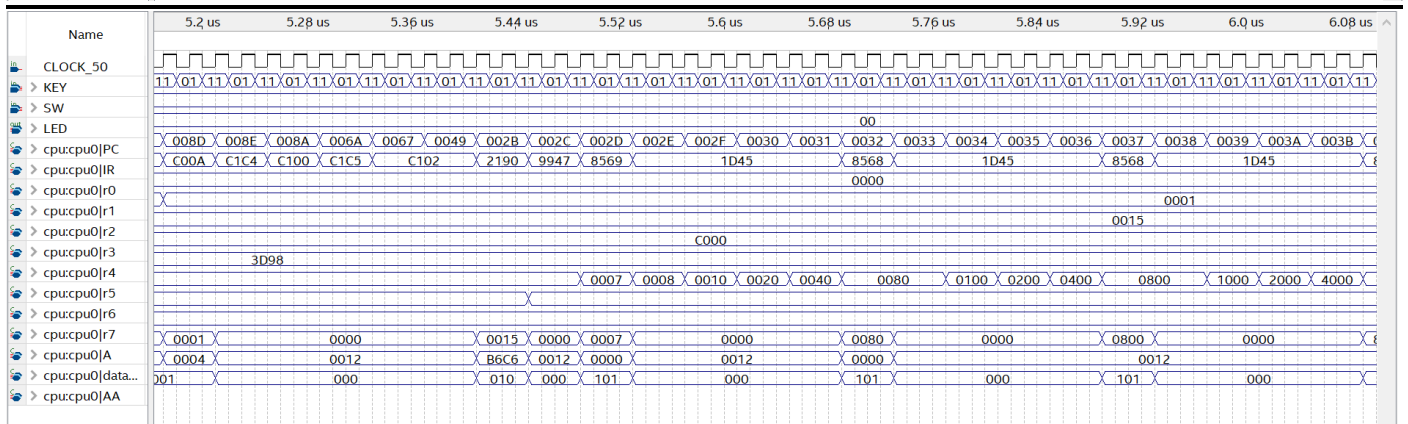 5.2 us 5.28 us 5.36 us 5.44 us 5.52 us 5.6 us 5.68 us 5.76 us 5.84 us 5.92 us 6.0 us 6.08 us
Name
CLOCK_50
KEY 11 01 11 01 11 01 11 01 11 01 11 01 11 01 11 01 11 01 11 01 11 01 11 01 11 01 11 01 11 01 11 01 11 01 11 01 11 01 11 01 11 01 11 01 11 01 11
SW
LED 00
cpu:cpu0|PC 008D 008E 008A 006A 0067 0049 002B 002C 002D 002E 002F 0030 0031 0032 0033 0034 0035 0036 0037 0038 0039 003A 003B
cpu:cpu0|IR C00A C1C4 C100 C1C5 C102 2190 9947 8569 1D45 8568 1D45 8568 1D45
cpu:cpu0|r0 0000
cpu:cpu0|r1 0001
cpu:cpu0|r2 0015
cpu:cpu0|r3 C000
cpu:cpu0|r4 3D98
cpu:cpu0|r5 0007 0008 0010 0020 0040 0080 0100 0200 0400 0800 1000 2000 4000
cpu:cpu0|r6
cpu:cpu0|r7
cpu:cpu0|A 0001 0000 0015 0000 0007 0000 0080 0000 0800 0000
cpu:cpu0|data... 0004 0012 B6C6 0012 0000 0012 0000 0012
cpu:cpu0|AA 001 000 010 000 101 000 101 000 101 000